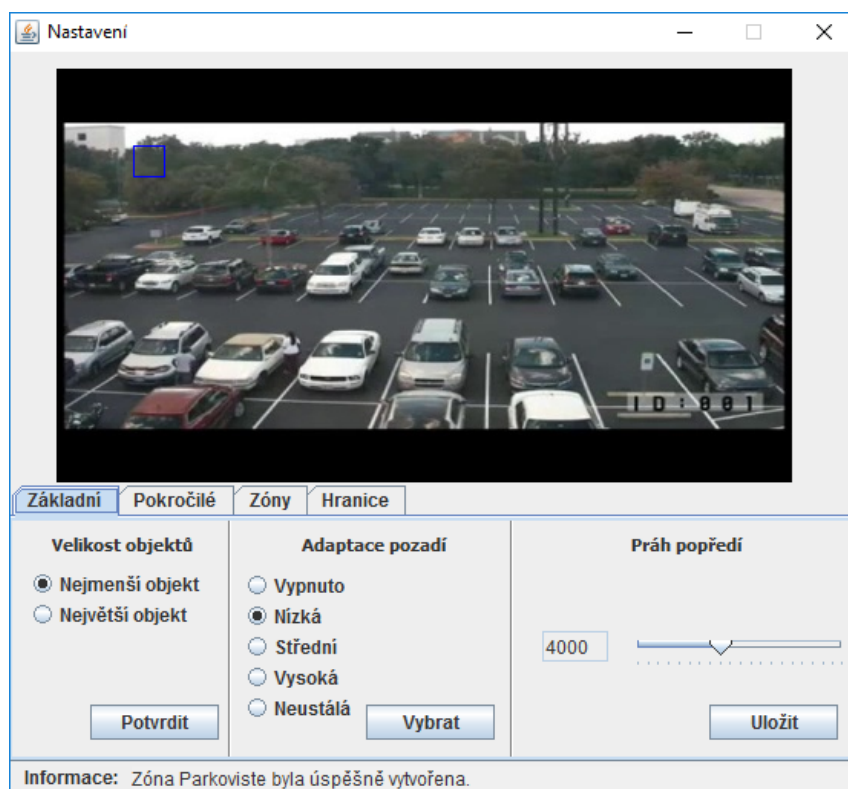 Nastavení
ID:001
Základní Pokročilé Zóny Hranice
Velikost objektů
Nejmenší objekt
Největší objekt
Potvrdit
Adaptace pozadí
Vypnuto
Nízká
Střední
Vysoká
Neustálá
Vybrat
Práh popředí
4000
Uložit
Informace: Zóna Parkoviste byla úspěšně vytvořena.